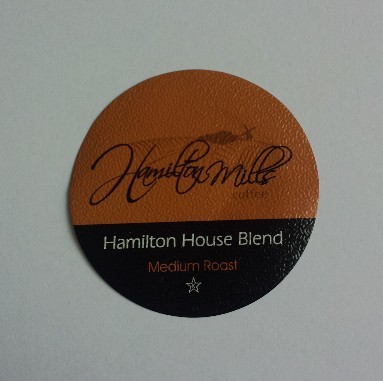 Hamilton Mills
coffee
Hamilton House Blend
Medium Roast